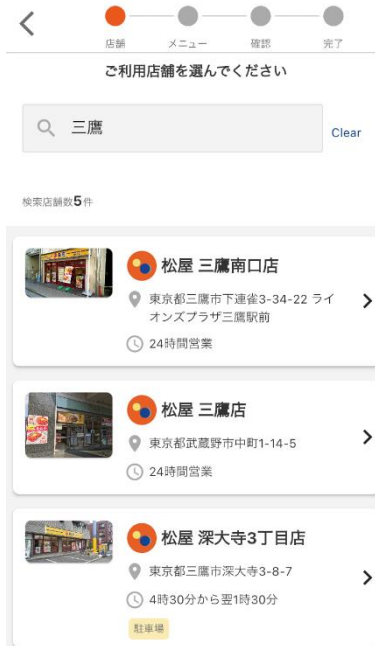 店舗
メニュー
確認
完了
ご利用店舗を選んでください
三鷹
Clear
検索店舗数5件
松屋 三鷹南口店
東京都三鷹市下連雀3-34-22 ライ
オンズプラザ三鷹駅前
24時間営業
松屋 三鷹店
東京都武蔵野市中町1-14-5
24時間営業
松屋 深大寺3丁目店
東京都三鷹市深大寺3-8-7
4時30分から翌1時30分
駐車場